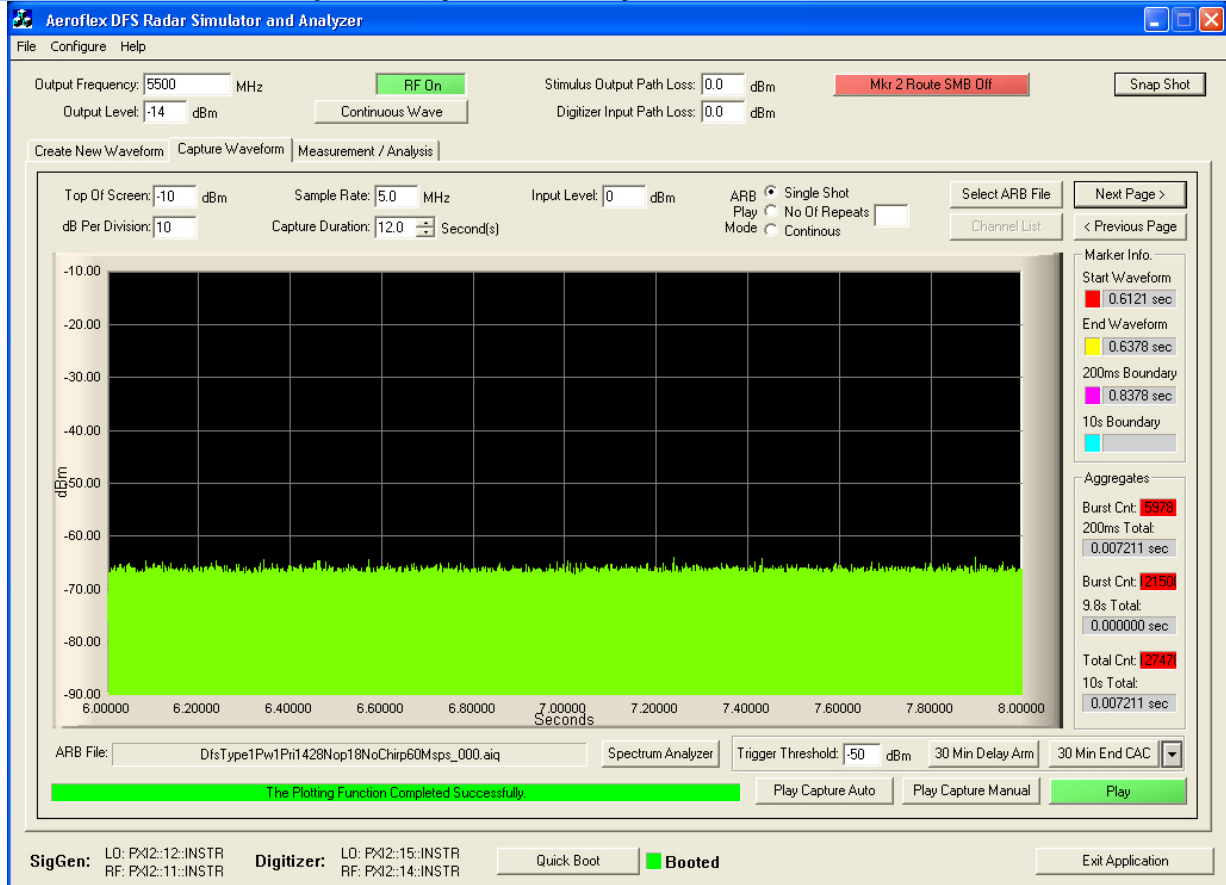 Aeroflex DFS Radar Simulator and Analyzer
File Configure Help
Output Frequency: 5500 MHz
RF On
Stimulus Output Path Loss: 0.0 dBm
Mkr 2 Route SMB Off
Snap Shot
Output Level: -14 dBm
Continuous Wave
Digitizer Input Path Loss: 0.0 dBm
Create New Waveform Capture Waveform Measurement / Analysis
Top Of Screen: -10 dBm
Sample Rate: 5.0 MHz
Input Level: 0 dBm
ARB Play Mode
Single Shot
No Of Repeats
Continous
Select ARB File
Next Page >
dB Per Division: 10
Capture Duration: 12.0 Second(s)
Channel List
< Previous Page
-10.00
-20.00
-30.00
-40.00
-50.00
-60.00
-70.00
-80.00
-90.00
dBm
6.00000 6.20000 6.40000 6.60000 6.80000 7.00000 7.20000 7.40000 7.60000 7.80000 8.00000
Seconds
Marker Info.
Start Waveform
0.6121 sec
End Waveform
0.6378 sec
200ms Boundary
0.8378 sec
10s Boundary
Aggregates
Burst Cnt: 5978
200ms Total:
0.007211 sec
Burst Cnt:
9.8s Total:
0.000000 sec
Total Cnt:
10s Total:
0.007211 sec
ARB File: DfsType1Pw1Pri1428Nop18NoChirp60Msps_000.aiq
Spectrum Analyzer
Trigger Threshold: -50 dBm
30 Min Delay Arm
30 Min End CAC
The Plotting Function Completed Successfully.
Play Capture Auto
Play Capture Manual
Play
SigGen:
LO: PXI2::12::INSTR
RF: PXI2::11::INSTR
Digitizer:
LO: PXI2::15::INSTR
RF: PXI2::14::INSTR
Quick Boot
Booted
Exit Application